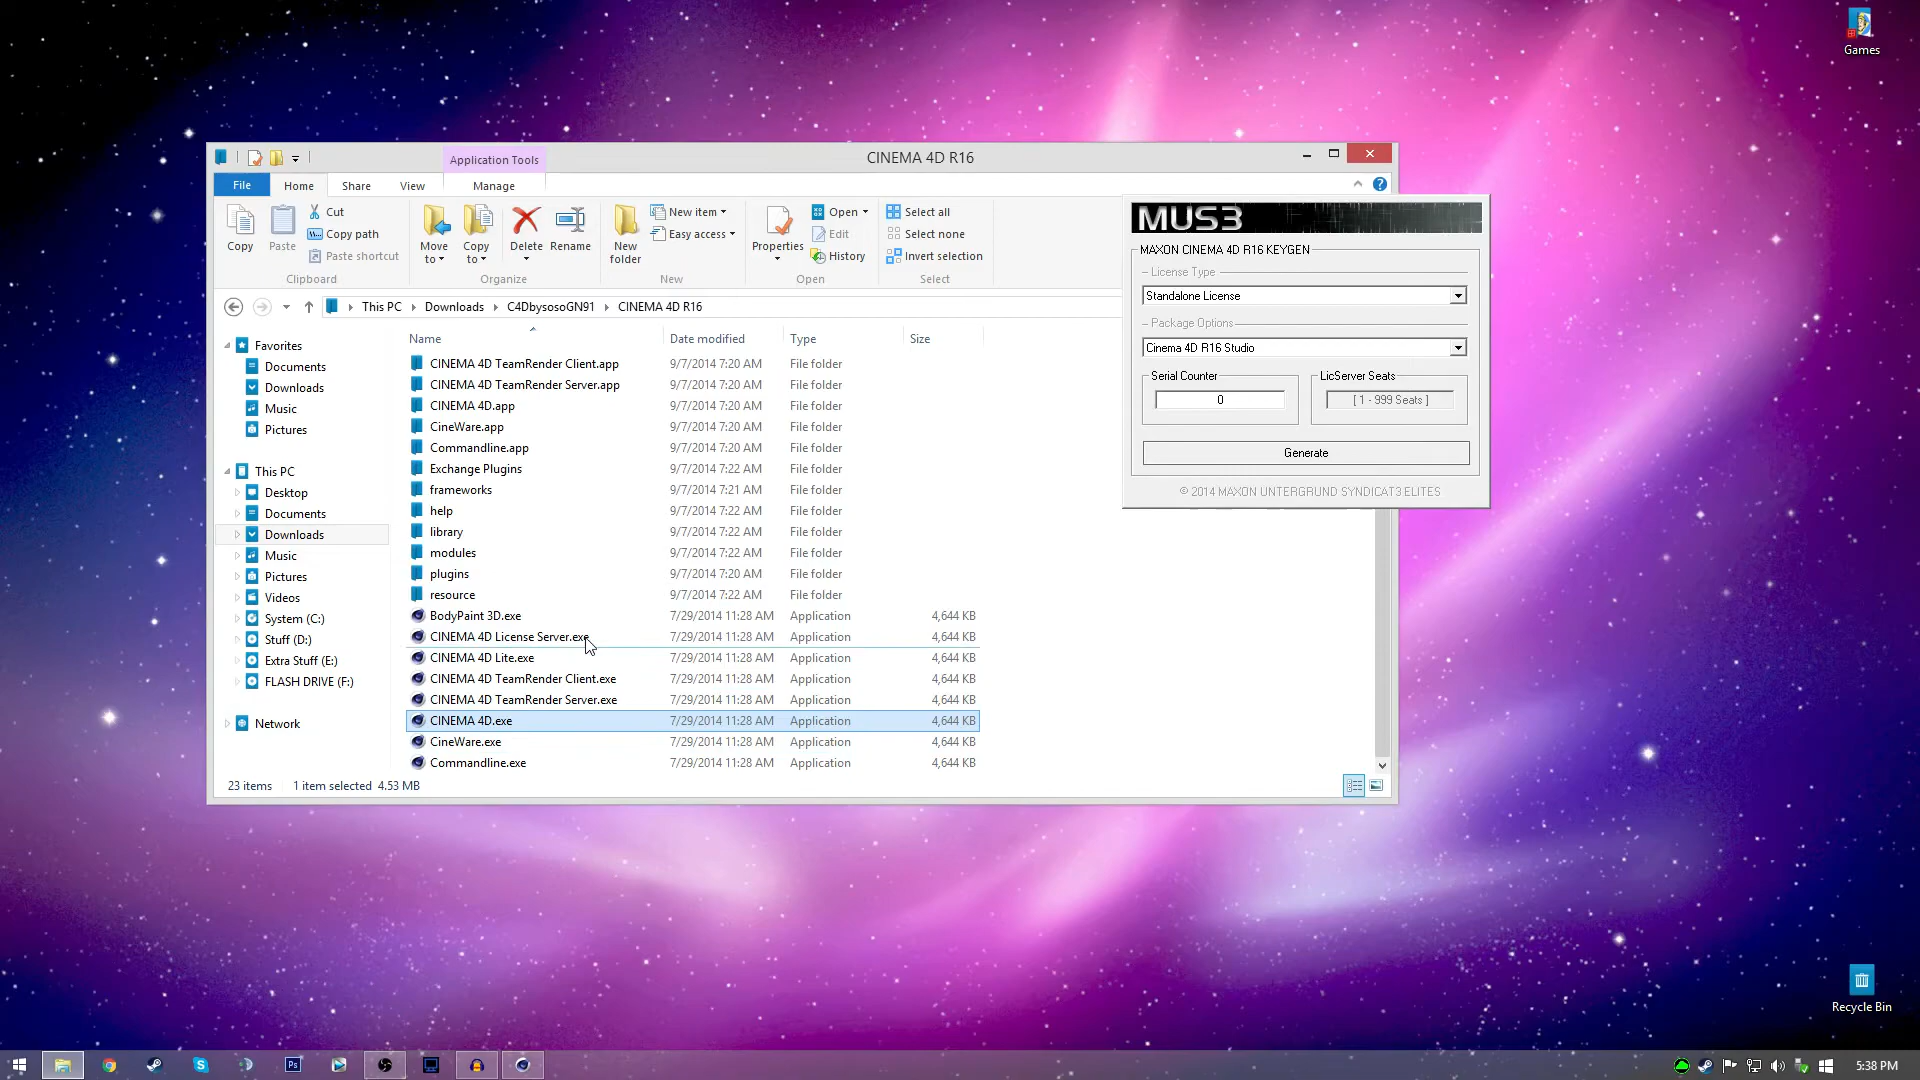 Games
Application Tools
CINEMA 4D R16
File
Home
Share
View
Manage
Copy
Paste
Cut
Copy path
Paste shortcut
Clipboard
Move to
Copy to
Delete
Rename
Organize
New folder
New item
Easy access
New
Properties
Open
Edit
History
Open
Select all
Select none
Invert selection
Select
This PC
Downloads
C4DbysosoGN91
CINEMA 4D R16
Favorites
Documents
Downloads
Music
Pictures
This PC
Desktop
Documents
Downloads
Music
Pictures
Videos
System (C:)
Stuff (D:)
Extra Stuff (E:)
FLASH DRIVE (F:)
Network
Name Date modified Type Size
CINEMA 4D TeamRender Client.app 9/7/2014 7:20 AM File folder
CINEMA 4D TeamRender Server.app 9/7/2014 7:20 AM File folder
CINEMA 4D.app 9/7/2014 7:20 AM File folder
CineWare.app 9/7/2014 7:20 AM File folder
Commandline.app 9/7/2014 7:20 AM File folder
Exchange Plugins 9/7/2014 7:22 AM File folder
frameworks 9/7/2014 7:21 AM File folder
help 9/7/2014 7:22 AM File folder
library 9/7/2014 7:22 AM File folder
modules 9/7/2014 7:22 AM File folder
plugins 9/7/2014 7:20 AM File folder
resource 9/7/2014 7:22 AM File folder
BodyPaint 3D.exe 7/29/2014 11:28 AM Application 4,644 KB
CINEMA 4D License Server.exe 7/29/2014 11:28 AM Application 4,644 KB
CINEMA 4D Lite.exe 7/29/2014 11:28 AM Application 4,644 KB
CINEMA 4D TeamRender Client.exe 7/29/2014 11:28 AM Application 4,644 KB
CINEMA 4D TeamRender Server.exe 7/29/2014 11:28 AM Application 4,644 KB
CINEMA 4D.exe 7/29/2014 11:28 AM Application 4,644 KB
CineWare.exe 7/29/2014 11:28 AM Application 4,644 KB
Commandline.exe 7/29/2014 11:28 AM Application 4,644 KB
23 items 1 item selected 4.53 MB
MUS3
MAXON CINEMA 4D R16 KEYGEN
License Type
Standalone License
Package Options
Cinema 4D R16 Studio
Serial Counter
0
LicServer Seats
[ 1 - 999 Seats ]
Generate
© 2014 MAXON UNTERGRUND SYNDICAT3 ELITES
Recycle Bin
Ps
5:38 PM